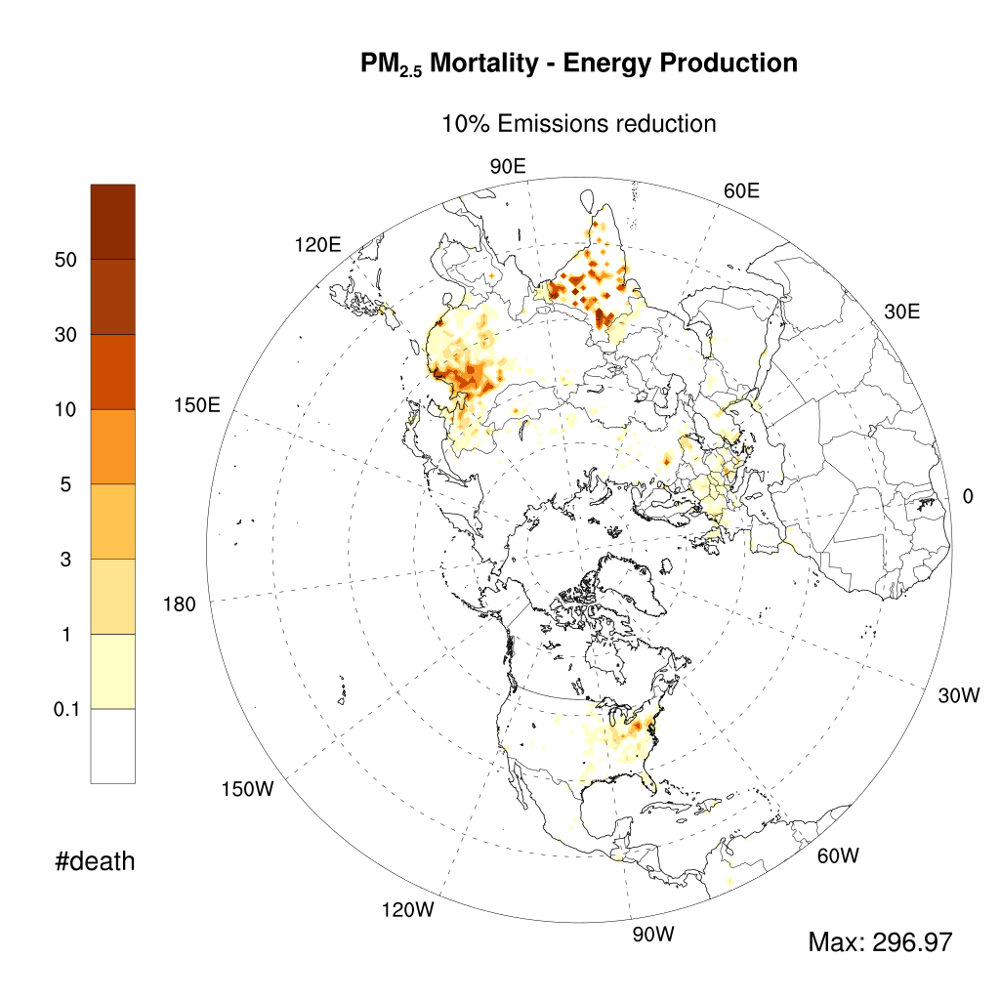 PM2.5 Mortality - Energy Production
10% Emissions reduction
90E
60E
120E
30E
150E
0
180
30W
150W
60W
120W
90W
50
30
10
5
3
1
0.1
#death
Max: 296.97